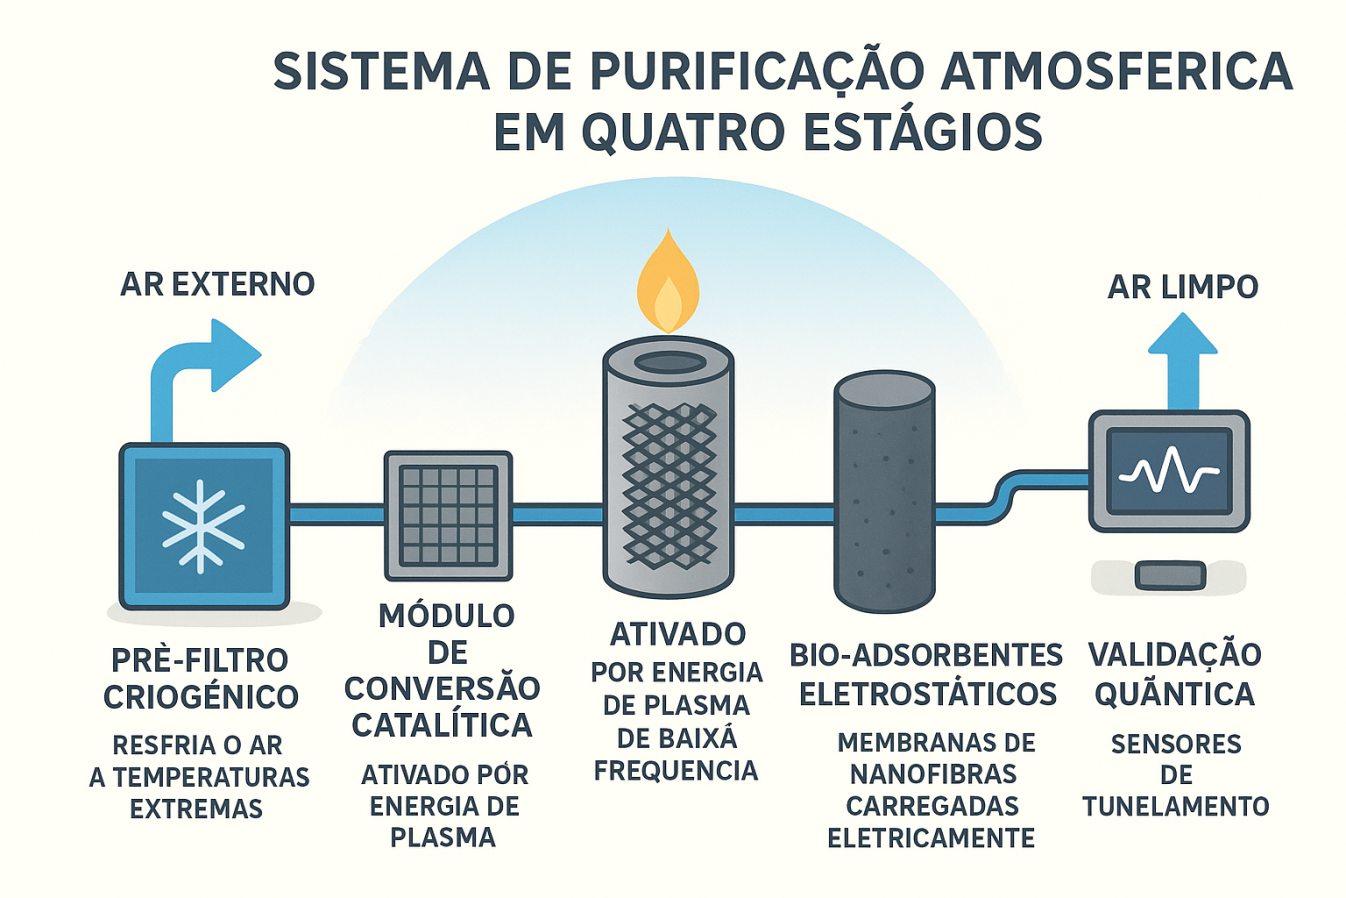 SISTEMA DE PURIFICAÇÃO ATMOSFERICA
EM QUATRO ESTÁGIOS
AR EXTERNO
AR LIMPO
PRÈ-FILTRO
CRIOGÉNICO
RESFRIA O AR
A TEMPERATURAS
EXTREMAS
MÓDULO
DE
CONVERSÃO
CATALÍTICA
ATIVADO PÓR
ENERGIA DE
PLASMA
ATIVADO
POR ENERGIA
DE PLASMA
DE BAIXÁ
FREQUENCIA
BIO-ADSORBENTES
ELETROSTÁTICOS
MEMBRANAS DE
NANOFIBRAS
CARREGADAS
ELETRICAMENTE
VALIDAÇÃO
QUÃNTICA
SENSORES
DE
TUNELAMENTO